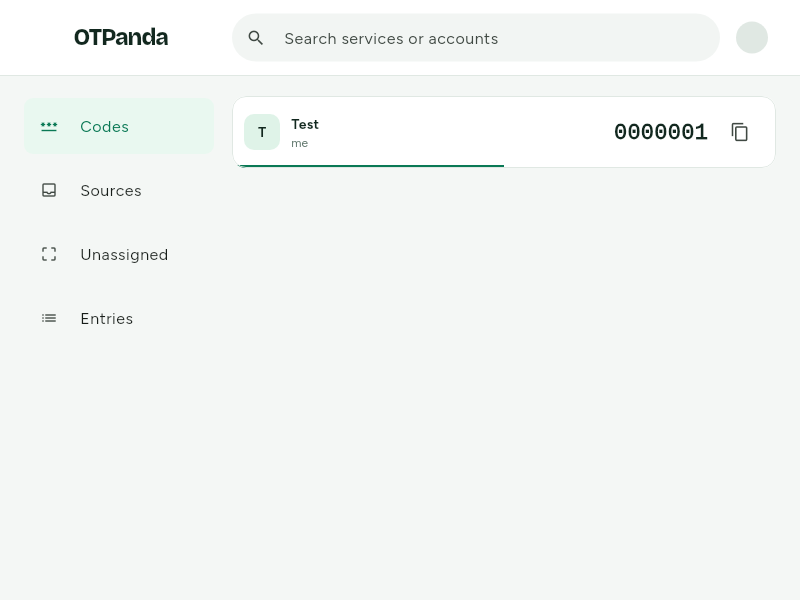 OTPanda
Search services or accounts
Codes
Sources
Unassigned
Entries
T
Test
me
0000001